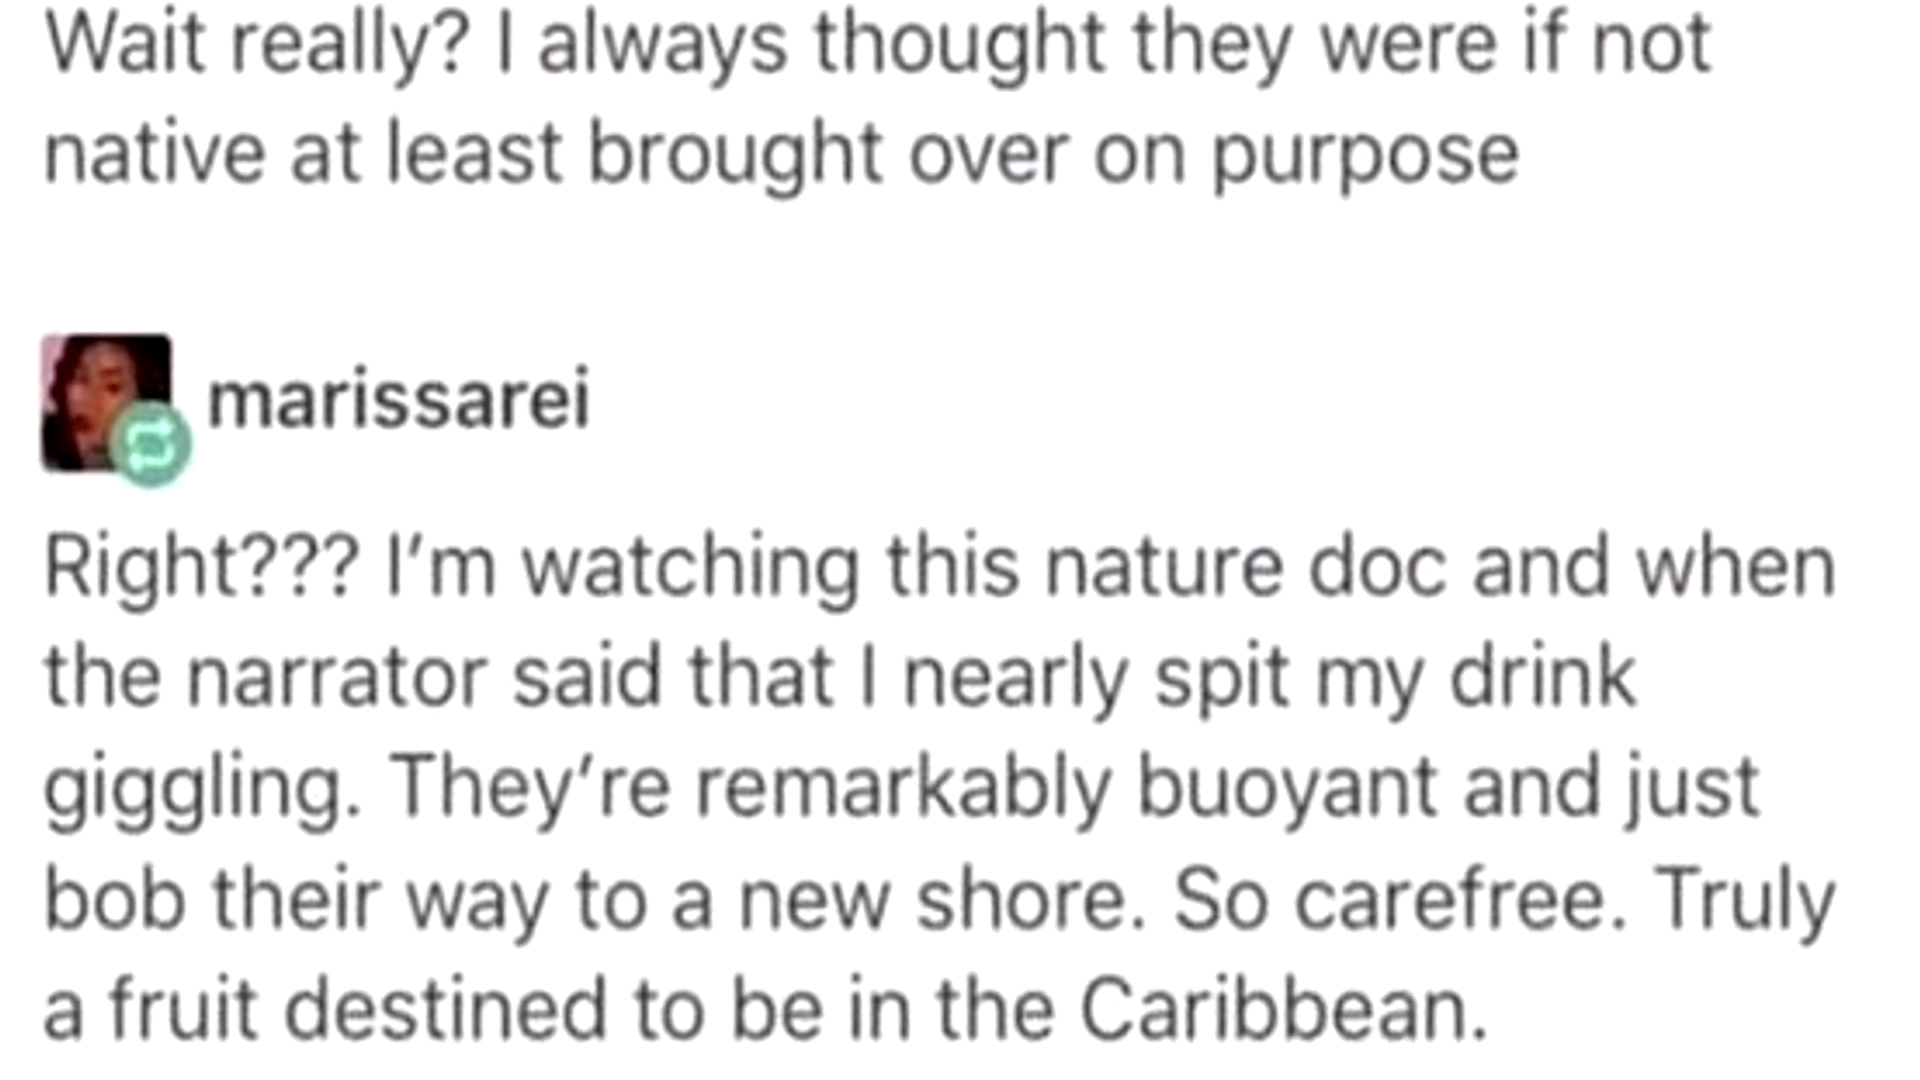 Wait really? I always thought they were if not
native at least brought over on purpose
marissarei
Right??? I'm watching this nature doc and when
the narrator said that I nearly spit my drink
giggling. They're remarkably buoyant and just
bob their way to a new shore. So carefree. Truly
a fruit destined to be in the Caribbean.